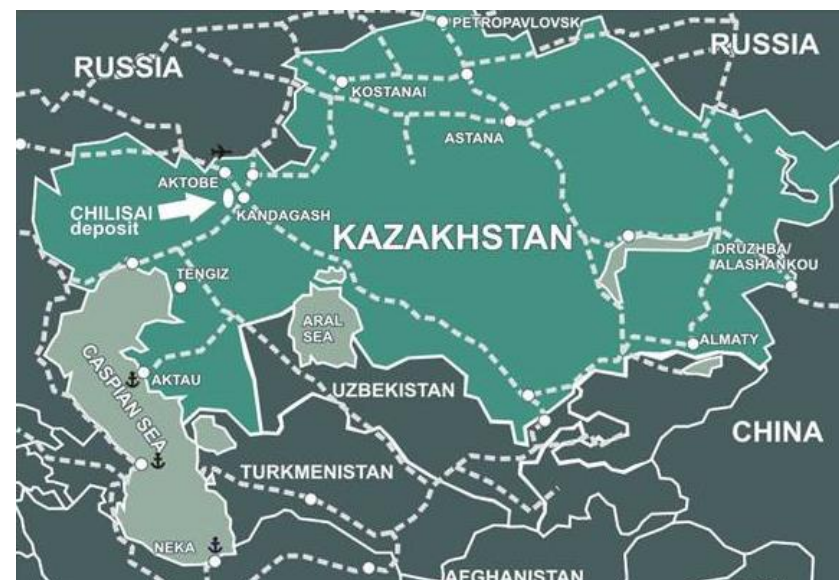 PETROPAVLOVSK
RUSSIA
RUSSIA
KOSTANAI
ASTANA
AKTOBE
CHILISAI
deposit
KANDAGASH
KAZAKHSTAN
DRUZHBA/
ALASHANKOU
TENGIZ
ARAL
SEA
ALMATY
CASPIAN SEA
AKTAU
UZBEKISTAN
CHINA
TURKMENISTAN
NEKA
AFGHANISTAN